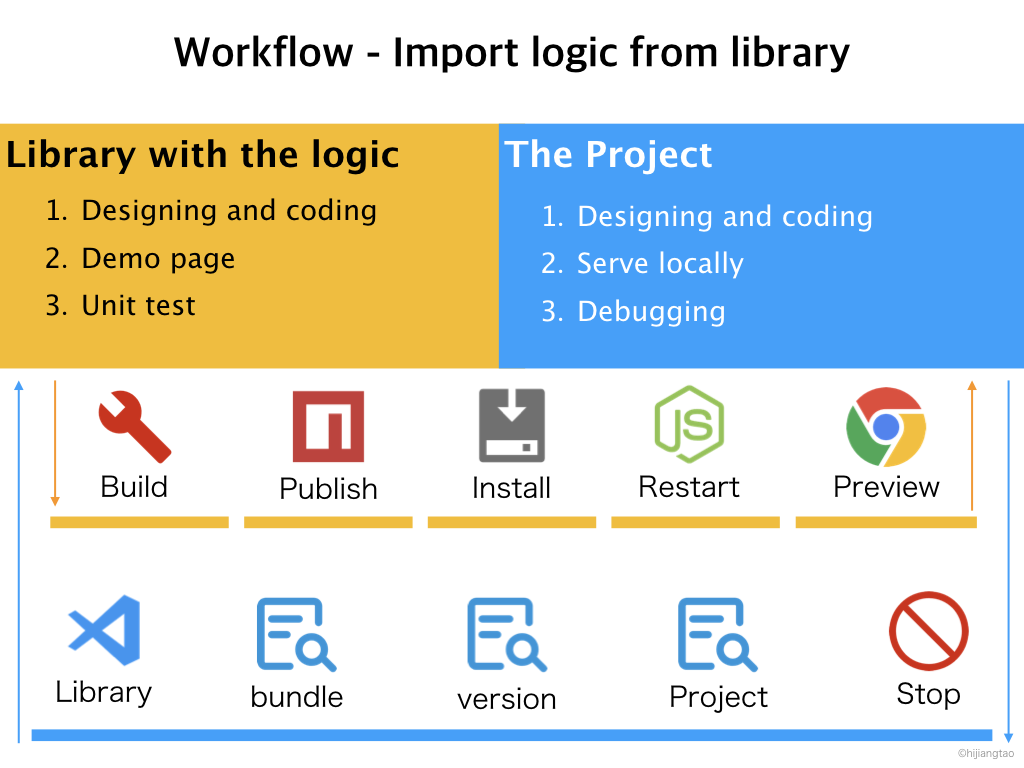 Workflow - Import logic from library
Library with the logic
1. Designing and coding
2. Demo page
3. Unit test
The Project
1. Designing and coding
2. Serve locally
3. Debugging
JS
Build
Publish
Install
Restart
Preview
Library
bundle
version
Project
Stop
©hijiangtao